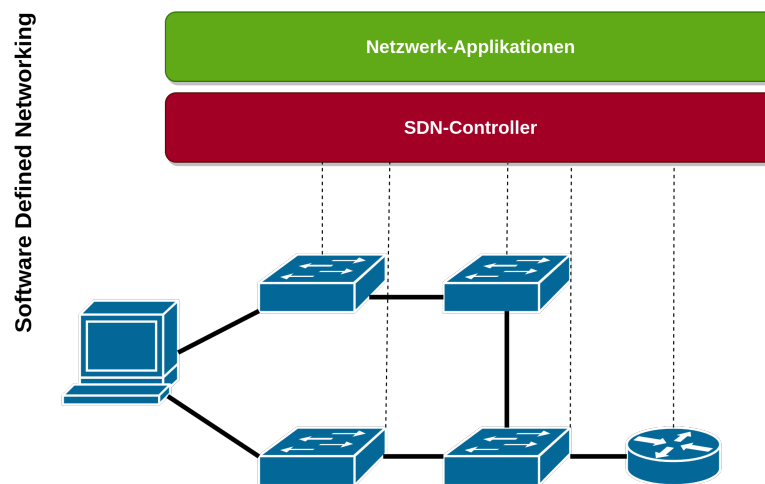 Software Defined Networking
Netzwerk-Applikationen
SDN-Controller